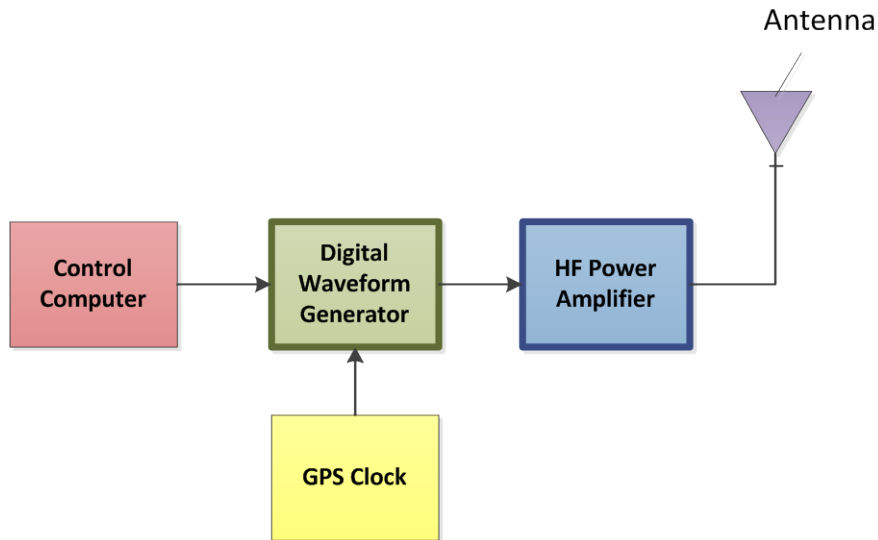 Antenna
Control
Computer
Digital
Waveform
Generator
HF Power
Amplifier
GPS Clock